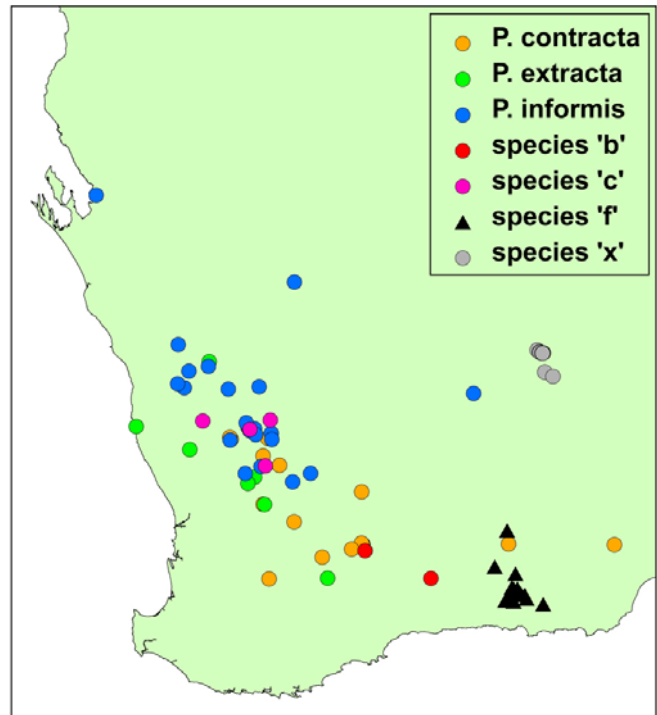 P. contracta
P. extracta
P. informis
species 'b'
species 'c'
species 'f'
species 'x'